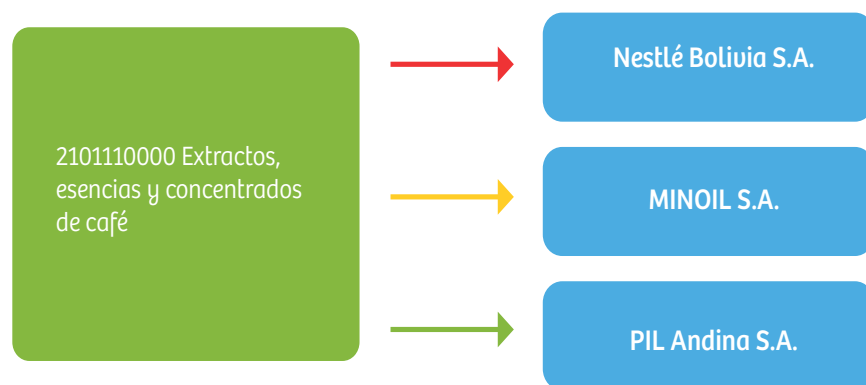 2101110000 Extractos,
esencias y concentrados
de café
Nestlé Bolivia S.A.
MINOIL S.A.
PIL Andina S.A.